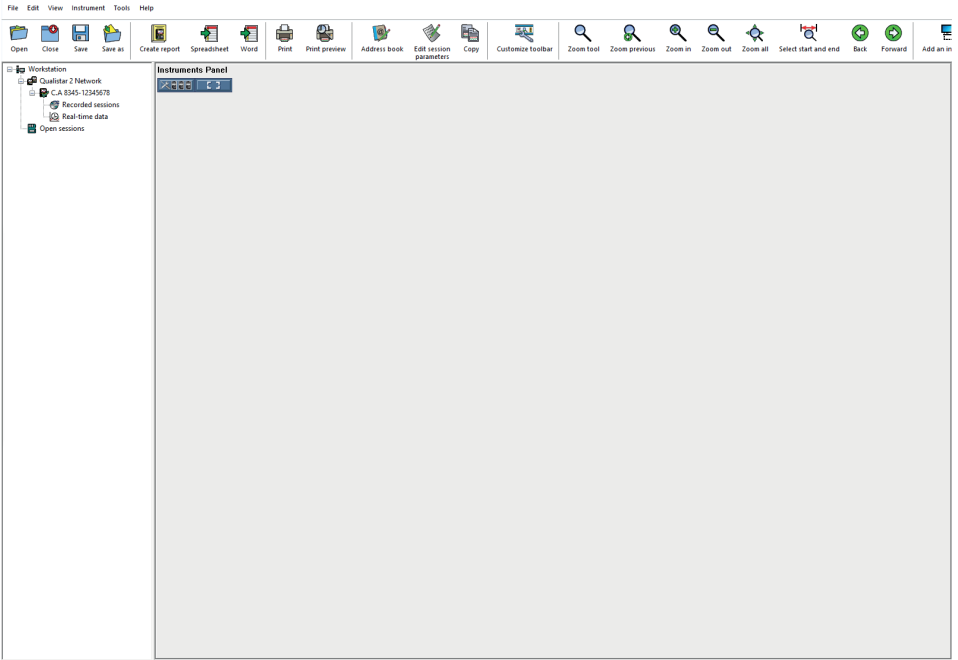 File Edit View Instrument Tools Help
Open Close Save Save as Create report Spreadsheet Word Print Print preview Address book Edit session parameters Copy Customize toolbar Zoom tool Zoom previous Zoom in Zoom out Zoom all Select start and end Back Forward Add an in
Workstation
Qualistar 2 Network
C.A 8345-12345678
Recorded sessions
Real-time data
Open sessions
Instruments Panel